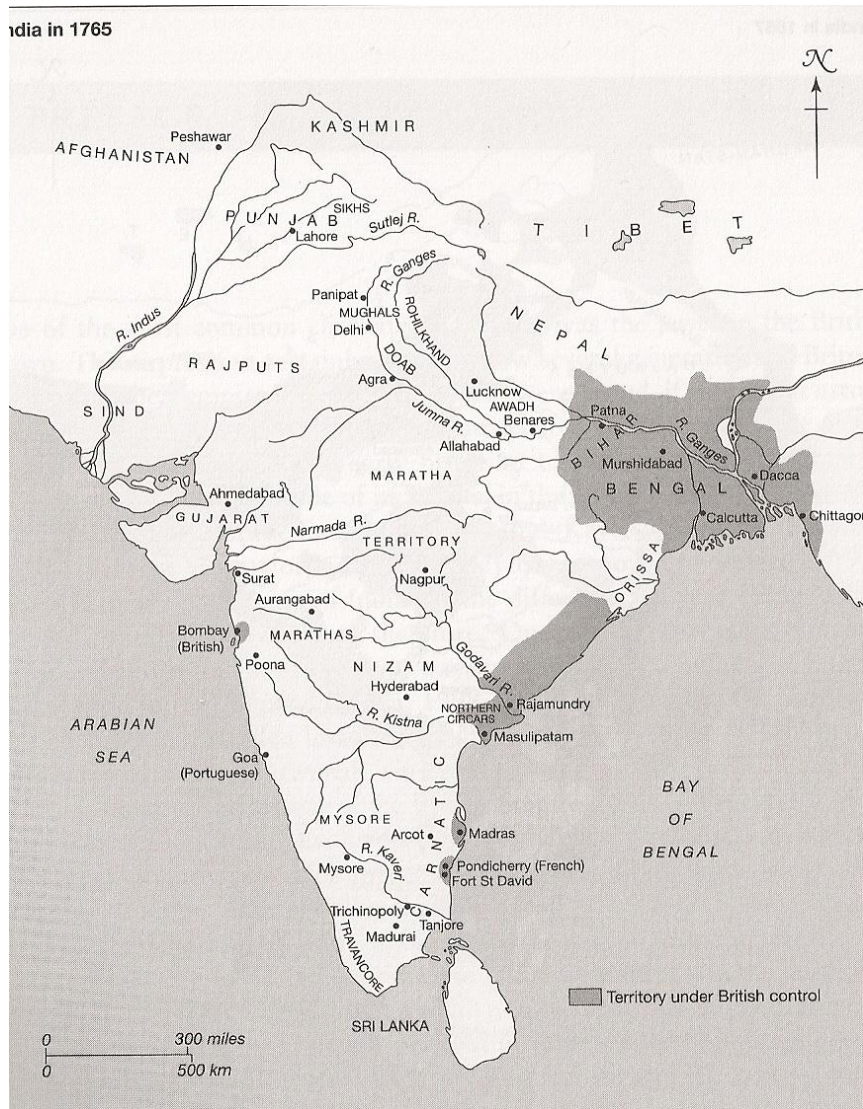 ndia in 1765
N
KASHMIR
Peshawar
AFGHANISTAN
PUNJAB
SIKHS
Sutlej R.
Lahore
TIBET
R. Ganges
Panipat
MUGHALS
Delhi
ROHILKHAND
NEPAL
R. Indus
DOAB
RAJPUTS
Agra
Lucknow
AWADH
Benares
Jumna R.
Allahabad
SIND
Patna
BIHAR
R. Ganges
Murshidabad
Dacca
BENGAL
Calcutta
Chittagon
MARATHA
Ahmedabad
GUJARAT
Narmada R.
TERRITORY
Nagpur
Surat
ORISSA
Aurangabad
Bombay
(British)
MARATHAS
Poona
NIZAM
Godavari R.
Hyderabad
Rajamundry
NORTHERN
CIRCARS
R. Kistna
Masulipatam
ARABIAN
SEA
Goa
(Portuguese)
CARNATIC
BAY
OF
BENGAL
MYSORE
Arcot
Madras
R. Kaveri
Mysore
Pondicherry (French)
Fort St David
Trichinopoly
Tanjore
Madurai
TRAVANCORE
Territory under British control
SRI LANKA
0 300 miles
0 500 km